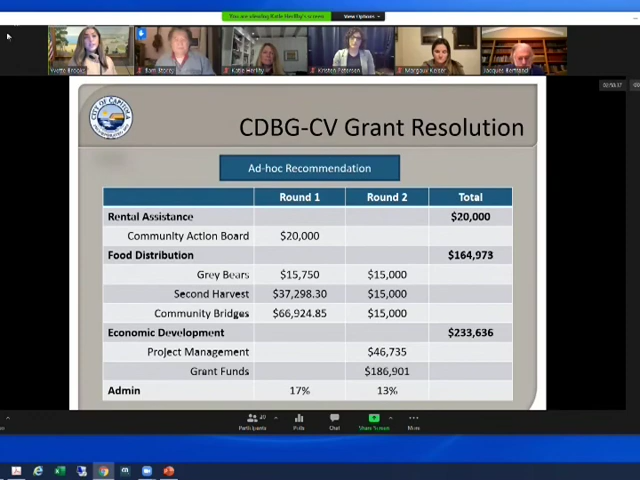 You are viewing Katie Herlihy's screen View Options
Yvette Brooks Sam Storey Katie Herlihy Kristen Petersen Margaux Keiser Jacques Bertrand
CITY OF CAPITOLA
CDBG-CV Grant Resolution
Ad-hoc Recommendation
Round 1 Round 2 Total
Rental Assistance $20,000
Community Action Board $20,000
Food Distribution $164,973
Grey Bears $15,750 $15,000
Second Harvest $37,298.30 $15,000
Community Bridges $66,924.85 $15,000
Economic Development $233,636
Project Management $46,735
Grant Funds $186,901
Admin 17% 13%
Participants Polls Chat Share Screen More